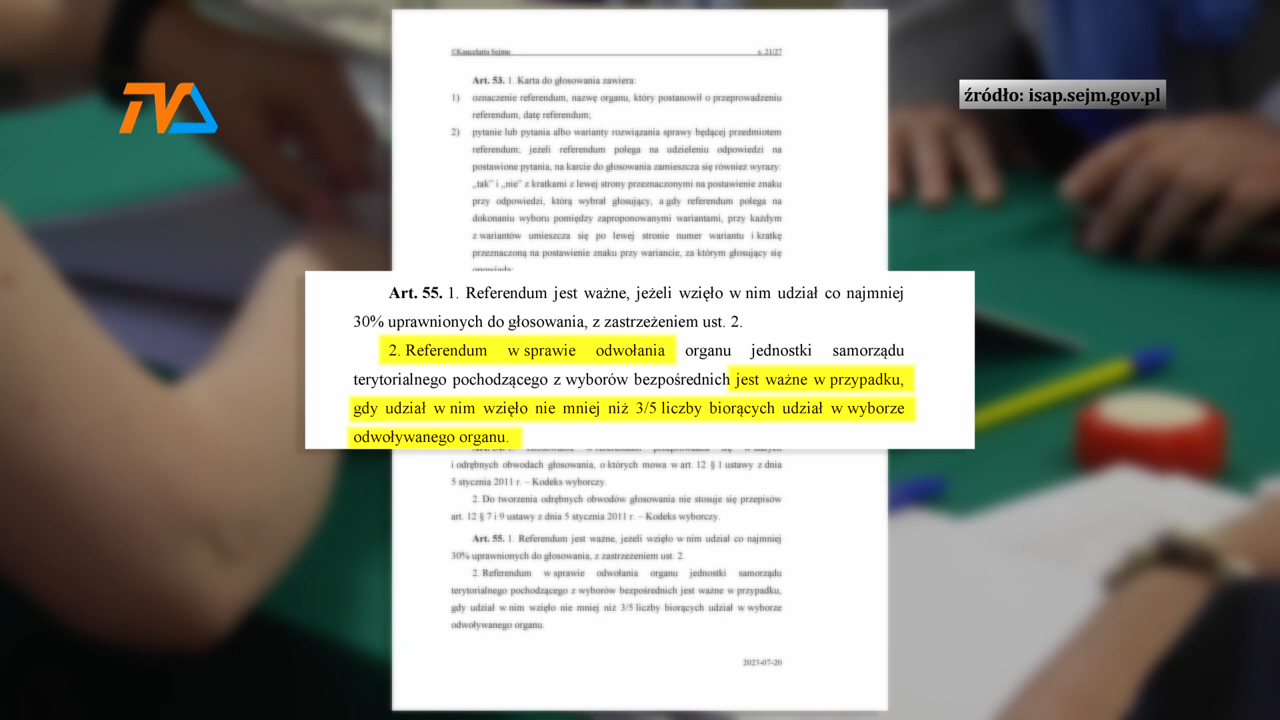 ©Kancelaria Sejmu s. 21/27
TVA
źródło: isap.sejm.gov.pl
Art. 53. 1. Karta do głosowania zawiera:
1) oznaczenie referendum, nazwę organu, który postanowił o przeprowadzeniu
referendum, datę referendum;
2) pytanie lub pytania albo warianty rozwiązania sprawy będącej przedmiotem
referendum; jeżeli referendum polega na udzieleniu odpowiedzi na
postawione pytania, na karcie do głosowania zamieszcza się również wyrazy:
„tak” i „nie” z kratkami z lewej strony przeznaczonymi na postawienie znaku
przy odpowiedzi, którą wybrał głosujący, a gdy referendum polega na
dokonaniu wyboru pomiędzy zaproponowanymi wariantami, przy każdym
z wariantów umieszcza się po lewej stronie numer wariantu i kratkę
przeznaczoną na postawienie znaku przy wariancie, za którym głosujący się
opowiada;
Art. 55. 1. Referendum jest ważne, jeżeli wzięło w nim udział co najmniej
30% uprawnionych do głosowania, z zastrzeżeniem ust. 2.
2. Referendum w sprawie odwołania organu jednostki samorządu
terytorialnego pochodzącego z wyborów bezpośrednich jest ważne w przypadku,
gdy udział w nim wzięło nie mniej niż 3/5 liczby biorących udział w wyborze
odwoływanego organu.
i odrębnych obwodach głosowania, o których mowa w art. 12 § 1 ustawy z dnia
5 stycznia 2011 r. – Kodeks wyborczy.
2. Do tworzenia odrębnych obwodów głosowania nie stosuje się przepisów
art. 12 § 7 i 9 ustawy z dnia 5 stycznia 2011 r. – Kodeks wyborczy.
Art. 55. 1. Referendum jest ważne, jeżeli wzięło w nim udział co najmniej
30% uprawnionych do głosowania, z zastrzeżeniem ust. 2.
2. Referendum w sprawie odwołania organu jednostki samorządu
terytorialnego pochodzącego z wyborów bezpośrednich jest ważne w przypadku,
gdy udział w nim wzięło nie mniej niż 3/5 liczby biorących udział w wyborze
odwoływanego organu.
2023-07-20